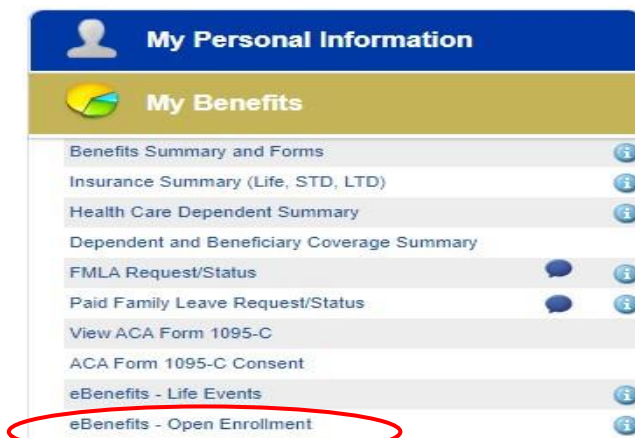 My Personal Information
My Benefits
Benefits Summary and Forms
Insurance Summary (Life, STD, LTD)
Health Care Dependent Summary
Dependent and Beneficiary Coverage Summary
FMLA Request/Status
Paid Family Leave Request/Status
View ACA Form 1095-C
ACA Form 1095-C Consent
eBenefits - Life Events
eBenefits - Open Enrollment